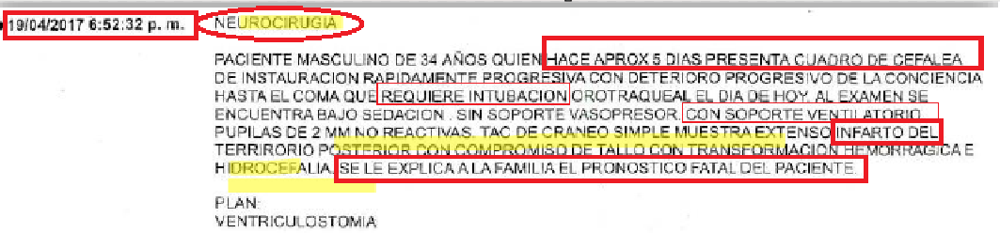 19/04/2017 6:52:32 p. m. NEUROCIRUGIA
PACIENTE MASCULINO DE 34 AÑOS QUIEN HACE APROX 5 DIAS PRESENTA CUADRO DE CEFALEA
DE INSTAURACION RAPIDAMENTE PROGRESIVA CON DETERIORO PROGRESIVO DE LA CONCIENCIA
HASTA EL COMA QUE REQUIERE INTUBACION OROTRAQUEAL EL DIA DE HOY. AL EXAMEN SE
ENCUENTRA BAJO SEDACION . SIN SOPORTE VASOPRESOR. CON SOPORTE VENTILATORIO.
PUPILAS DE 2 MM NO REACTIVAS. TAC DE CRANEO SIMPLE MUESTRA EXTENSO INFARTO DEL
TERRIRORIO POSTERIOR CON COMPROMISO DE TALLO CON TRANSFORMACION HEMORRAGICA E
HIDROCEFALIA. SE LE EXPLICA A LA FAMILIA EL PRONOSTICO FATAL DEL PACIENTE.
PLAN:
VENTRICULOSTOMIA